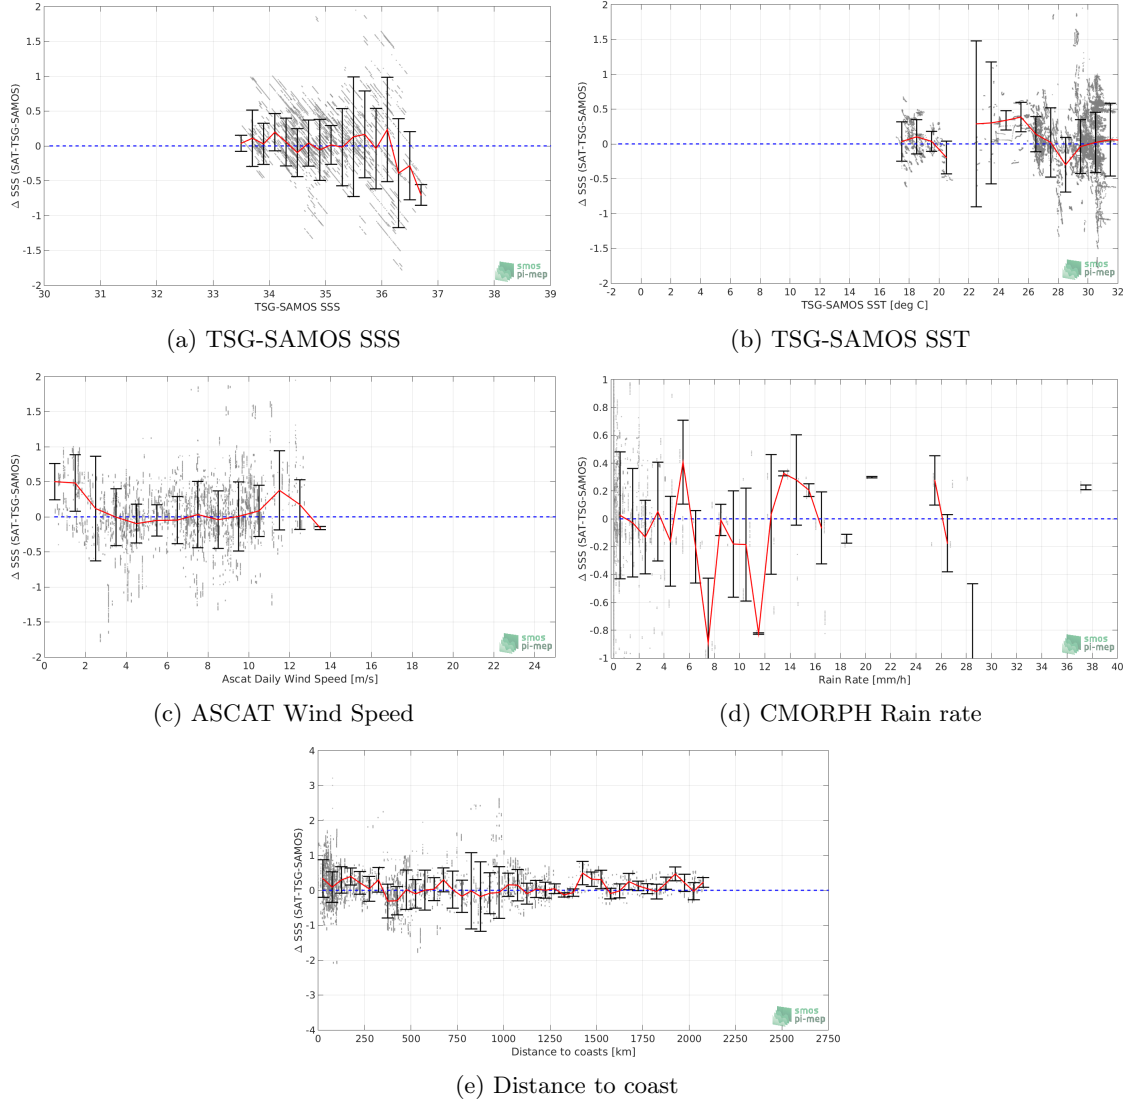 2
1.5
1
0.5
0
-0.5
-1
-1.5
-2
Δ SSS (SAT-TSG-SAMOS)
30 31 32 33 34 35 36 37 38 39
TSG-SAMOS SSS
smos
pi-mep
(a) TSG-SAMOS SSS
2
1.5
1
0.5
0
-0.5
-1
-1.5
-2
Δ SSS (SAT-TSG-SAMOS)
-2 0 2 4 6 8 10 12 14 16 18 20 22 24 26 28 30 32
TSG-SAMOS SST [deg C]
smos
pi-mep
(b) TSG-SAMOS SST
2
1.5
1
0.5
0
-0.5
-1
-1.5
-2
Δ SSS (SAT-TSG-SAMOS)
0 2 4 6 8 10 12 14 16 18 20 22 24
Ascat Daily Wind Speed [m/s]
smos
pi-mep
(c) ASCAT Wind Speed
1
0.8
0.6
0.4
0.2
0
-0.2
-0.4
-0.6
-0.8
-1
Δ SSS (SAT-TSG-SAMOS)
0 2 4 6 8 10 12 14 16 18 20 22 24 26 28 30 32 34 36 38 40
Rain Rate [mm/h]
smos
pi-mep
(d) CMORPH Rain rate
4
3
2
1
0
-1
-2
-3
-4
Δ SSS (SAT-TSG-SAMOS)
0 250 500 750 1000 1250 1500 1750 2000 2250 2500 2750
Distance to coasts [km]
smos
pi-mep
(e) Distance to coast